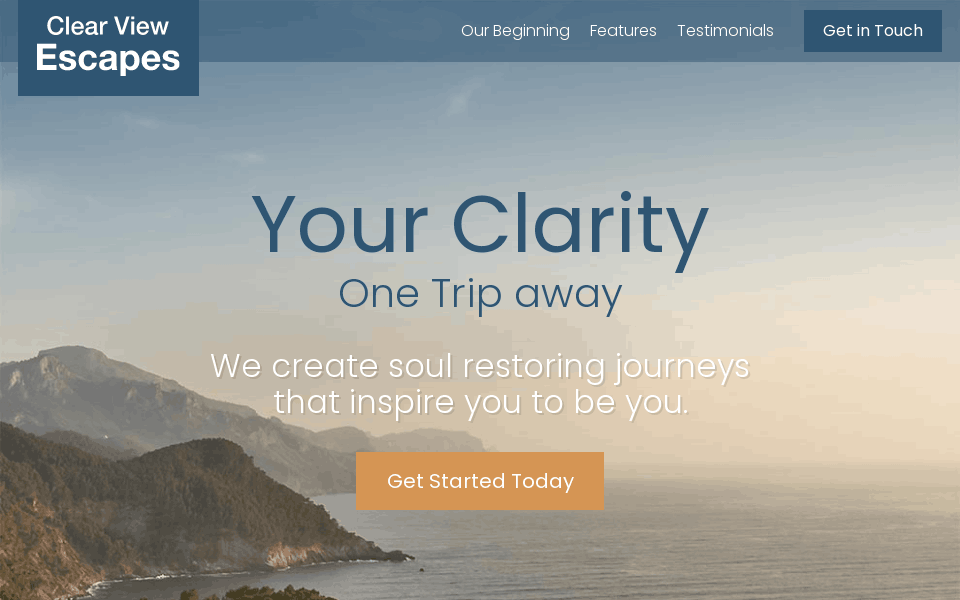 Clear View
Escapes
Our Beginning
Features
Testimonials
Get in Touch
Your Clarity
One Trip away
We create soul restoring journeys
that inspire you to be you.
Get Started Today